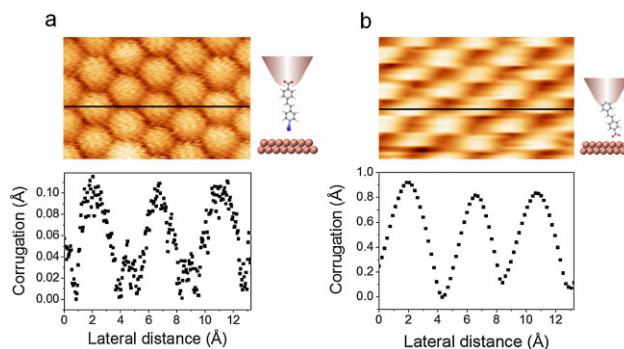 a
b
Corrugation (Å)
0.10
0.08
0.06
0.04
0.02
0.00
0 2 4 6 8 10 12
Lateral distance (Å)
Corrugation (Å)
1.0
0.8
0.6
0.4
0.2
0.0
0 2 4 6 8 10 12
Lateral distance (Å)